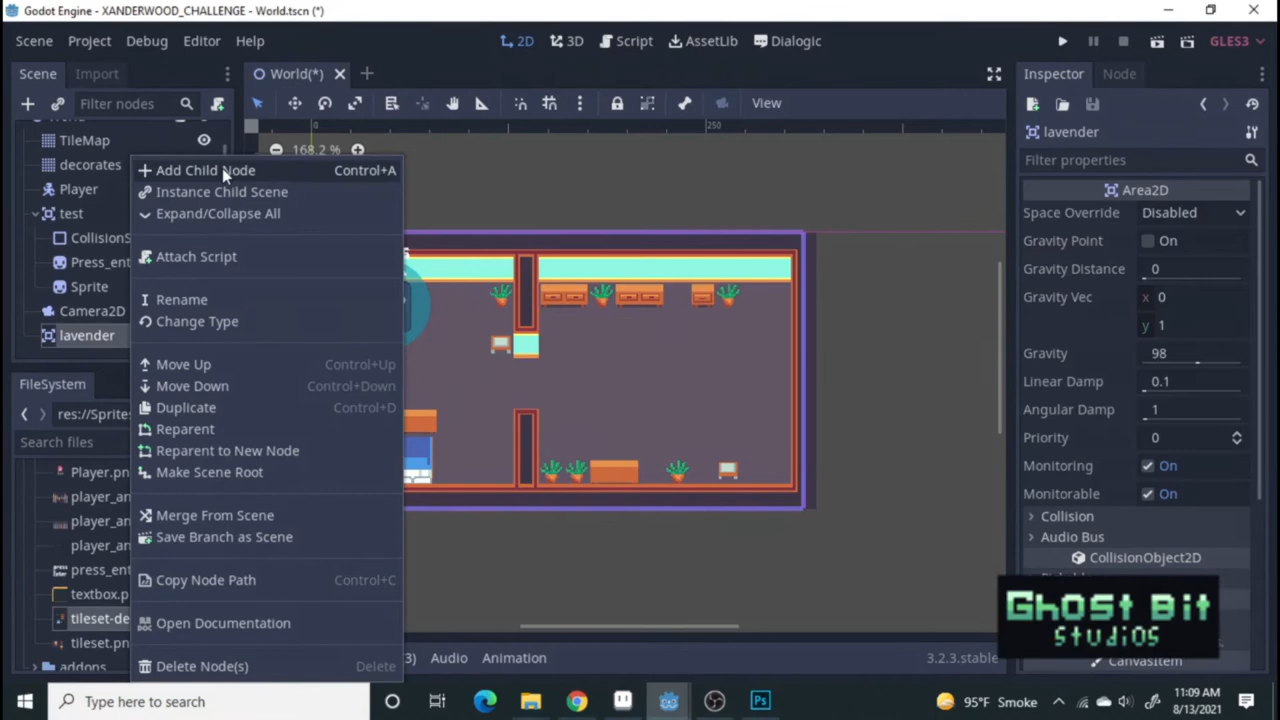 Godot Engine - XANDERWOOD_CHALLENGE - World.tscn (*)
Scene Project Debug Editor Help
2D 3D Script AssetLib Dialogic
GLES3
Scene Import
World(*)
Inspector Node
Filter nodes
View
0 250
168.2 %
TileMap
decorates
Player
test
CollisionS
Press_ent
Sprite
Camera2D
lavender
Add Child Node Control+A
Instance Child Scene
Expand/Collapse All
Attach Script
Rename
Change Type
Move Up Control+Up
Move Down Control+Down
Duplicate Control+D
Reparent
Reparent to New Node
Make Scene Root
Merge From Scene
Save Branch as Scene
Copy Node Path Control+C
Open Documentation
Delete Node(s) Delete
FileSystem
res://Sprites
Search files
Player.pn
player_an
player_an
player_an
press_ent
textbox.p
tileset-de
tileset.pn
addons
lavender
Filter properties
Area2D
Space Override Disabled
Gravity Point On
Gravity Distance 0
Gravity Vec x 0
y 1
Gravity 98
Linear Damp 0.1
Angular Damp 1
Priority 0
Monitoring On
Monitorable On
Collision
Audio Bus
CollisionObject2D
CanvasItem
GHOST BIT
STUDIOS
3) Audio Animation
3.2.3.stable
Type here to search
95°F Smoke
11:09 AM
8/13/2021